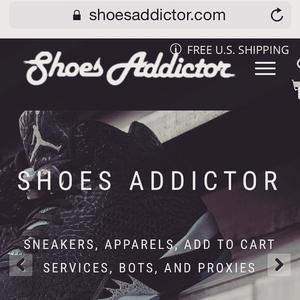 shoesaddictor.com
FREE U.S. SHIPPING
Shoes Addictor
SHOES ADDICTOR
SNEAKERS, APPARELS, ADD TO CART
SERVICES, BOTS, AND PROXIES